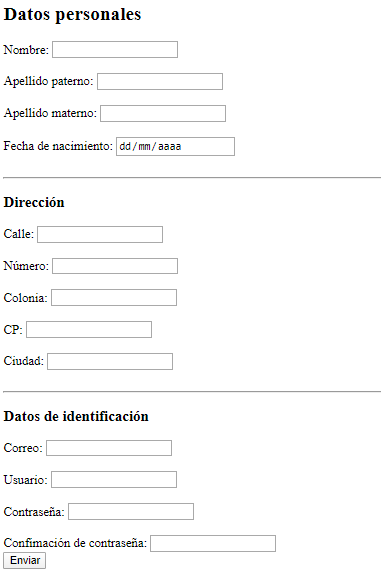 Datos personales
Nombre:
Apellido paterno:
Apellido materno:
Fecha de nacimiento: dd/mm/aaaa
Dirección
Calle:
Número:
Colonia:
CP:
Ciudad:
Datos de identificación
Correo:
Usuario:
Contraseña:
Confimación de contraseña:
Enviar